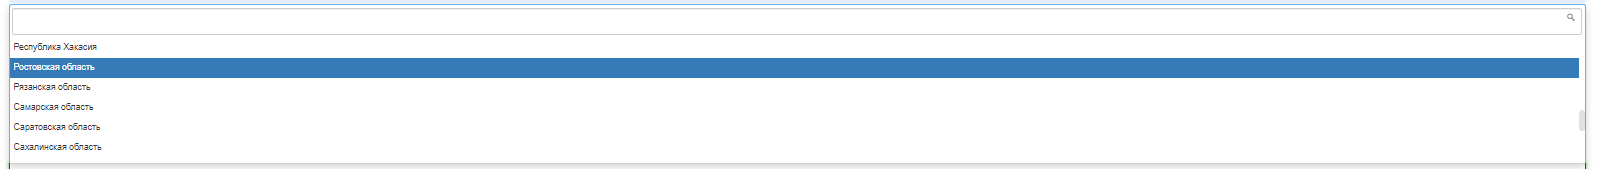 Республика Хакасия
Ростовская область
Рязанская область
Самарская область
Саратовская область
Сахалинская область